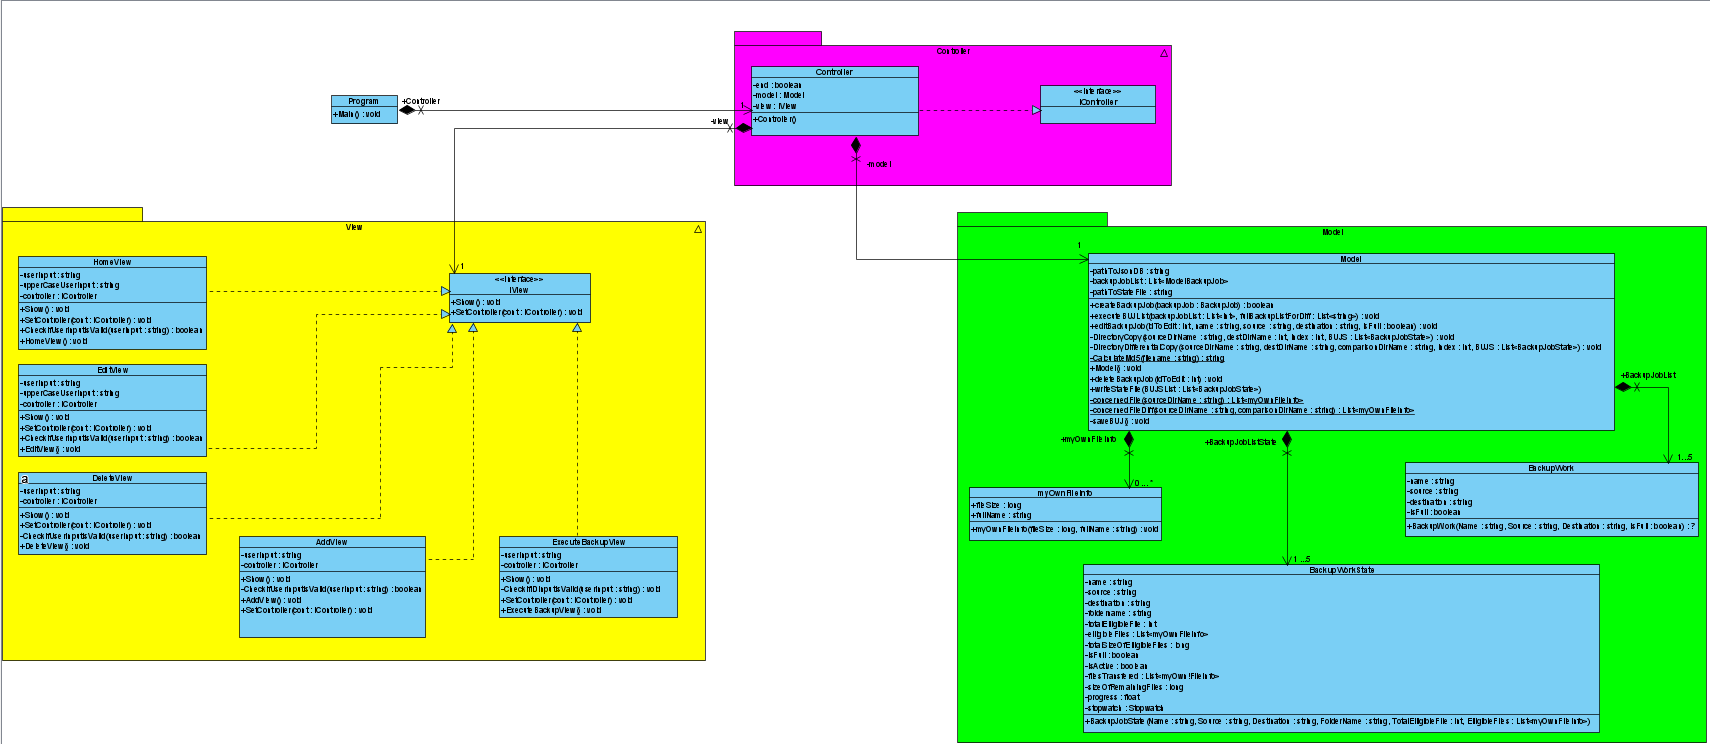 Controller
Controller
-end : boolean
-model : Model
-view : IView
+Controller()
<<Interface>>
IController
Program
+Main() : void
+Controller
1
-view
-model
View
HomeView
-userInput : string
-upperCaseUserInput : string
-controller : IController
+Show() : void
+SetController(cont : IController) : void
+CheckIfUserInputIsValid(userInput : string) : boolean
+HomeView() : void
EditView
-userInput : string
-upperCaseUserInput : string
-controller : IController
+Show() : void
+SetController(cont : IController) : void
+CheckIfUserInputIsValid(userInput : string) : boolean
+EditView() : void
a
DeleteView
-userInput : string
-controller : IController
+Show() : void
+SetController(cont : IController) : void
-CheckIfUserInputIsValid(userInput : string) : boolean
+DeleteView() : void
1
<<Interface>>
IView
+Show() : void
+SetController(cont : IController) : void
AddView
-userInput : string
-controller : IController
+Show() : void
-CheckIfUserInputIsValid(userInput : string) : boolean
+AddView() : void
+SetController(cont : IController) : void
ExecuteBackupView
-userInput : string
-controller : IController
+Show() : void
-CheckIfIDInputIsValid(userInput : string) : void
+SetController(cont : IController) : void
+ExecuteBackupView() : void
Model
1
Model
-pathToJsonDB : string
-backupJobList : List<ModelBackupJob>
-pathToStateFile : string
+createBackupJob(backupJob : BackupJob) : boolean
+executeBUJList(backupJobList : List<int>, fullBackupListForDiff : List<string>) : void
+editBackupJob(idToEdit : int, name : string, source : string, destination : string, isFull : boolean) : void
-DirectoryCopy(sourceDirName : string, destDirName : int, index : int, BUJS : List<BackupJobState>) : void
-DirectoryDifferentialCopy(sourceDirName : string, destDirName : string, comparisonDirName : string, index : int, BUJS : List<BackupJobState>) : void
-CalculateMd5(filename : string) : string
+Model() : void
+deleteBackupJob(idToEdit : int) : void
+writeStateFile(BUJSList : List<BackupJobState>)
-concernedFile(sourceDirName : string) : List<myOwnFileInfo>
-concernedFileDiff(sourceDirName : string, comparisonDirName : string) : List<myOwnFileInfo>
-saveBUJ() : void
+BackupJobList
+myOwnFileInfo
+BackupJobListState
1...5
0...*
myOwnFileInfo
+fileSize : long
+fullName : string
+myOwnFileInfo(fileSize : long, fullName : string) : void
BackupWork
-name : string
-source : string
-destination : string
-isFull : boolean
+BackupWork(Name : string, Source : string, Destination : string, isFull : boolean) : ?
1...5
BackupWorkState
-name : string
-source : string
-destination : string
-foldername : string
-totalElligibleFile : int
-elligibleFiles : List<myOwnFileInfo>
-totalSizeOfElligibleFiles : long
-isFull : boolean
-isActive : boolean
-filesTransfered : List<myOwn!FileInfo>
-sizeOfRemainingFiles : long
-progress : float
-stopwatch : Stopwatch
+BackupJobState(Name : string, Source : string, Destination : string, FolderName : string, TotalElligibleFile : int, ElligibleFiles : List<myOwnFileInfo>)